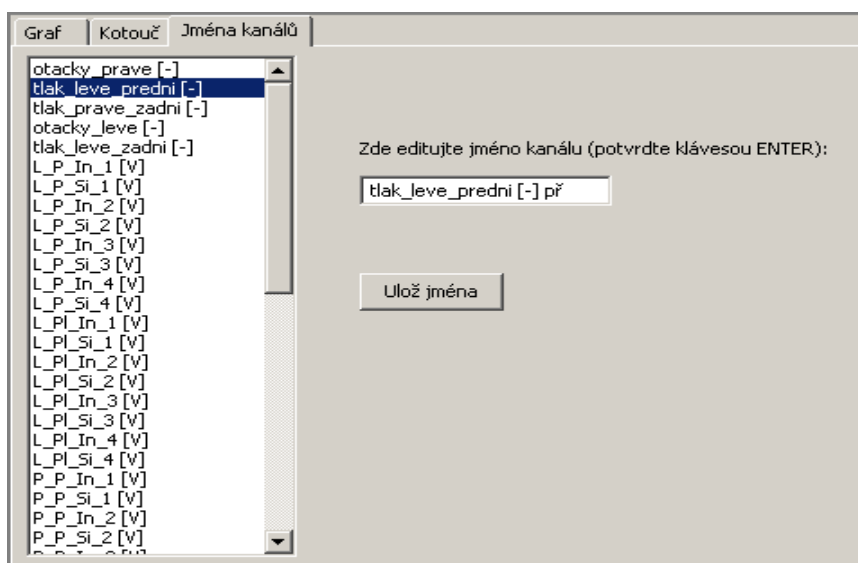 Graf Kotouč Jména kanálů
otacky_prave [-]
tlak_leve_predni [-]
tlak_prave_zadni [-]
otacky_leve [-]
tlak_leve_zadni [-]
L_P_In_1 [V]
L_P_Si_1 [V]
L_P_In_2 [V]
L_P_Si_2 [V]
L_P_In_3 [V]
L_P_Si_3 [V]
L_P_In_4 [V]
L_P_Si_4 [V]
L_Pl_In_1 [V]
L_Pl_Si_1 [V]
L_Pl_In_2 [V]
L_Pl_Si_2 [V]
L_Pl_In_3 [V]
L_Pl_Si_3 [V]
L_Pl_In_4 [V]
L_Pl_Si_4 [V]
P_P_In_1 [V]
P_P_Si_1 [V]
P_P_In_2 [V]
P_P_Si_2 [V]
Zde editujte jméno kanálu (potvrdte klávesou ENTER):
tlak_leve_predni [-] př
Ulož jména